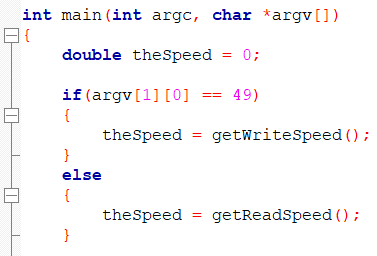 int main(int argc, char *argv[])
{
    double theSpeed = 0;

    if(argv[1][0] == 49)
    {
        theSpeed = getWriteSpeed();
    }
    else
    {
        theSpeed = getReadSpeed();
    }